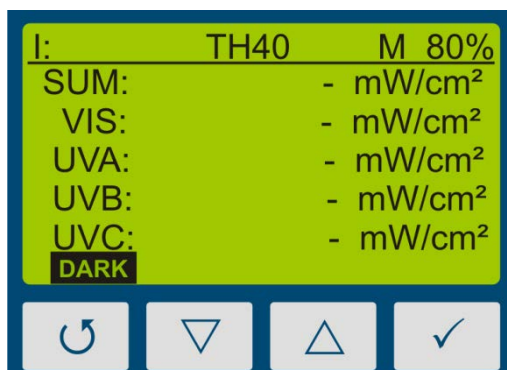 I: TH40 M 80%
SUM: - mW/cm²
VIS: - mW/cm²
UVA: - mW/cm²
UVB: - mW/cm²
UVC: - mW/cm²
DARK